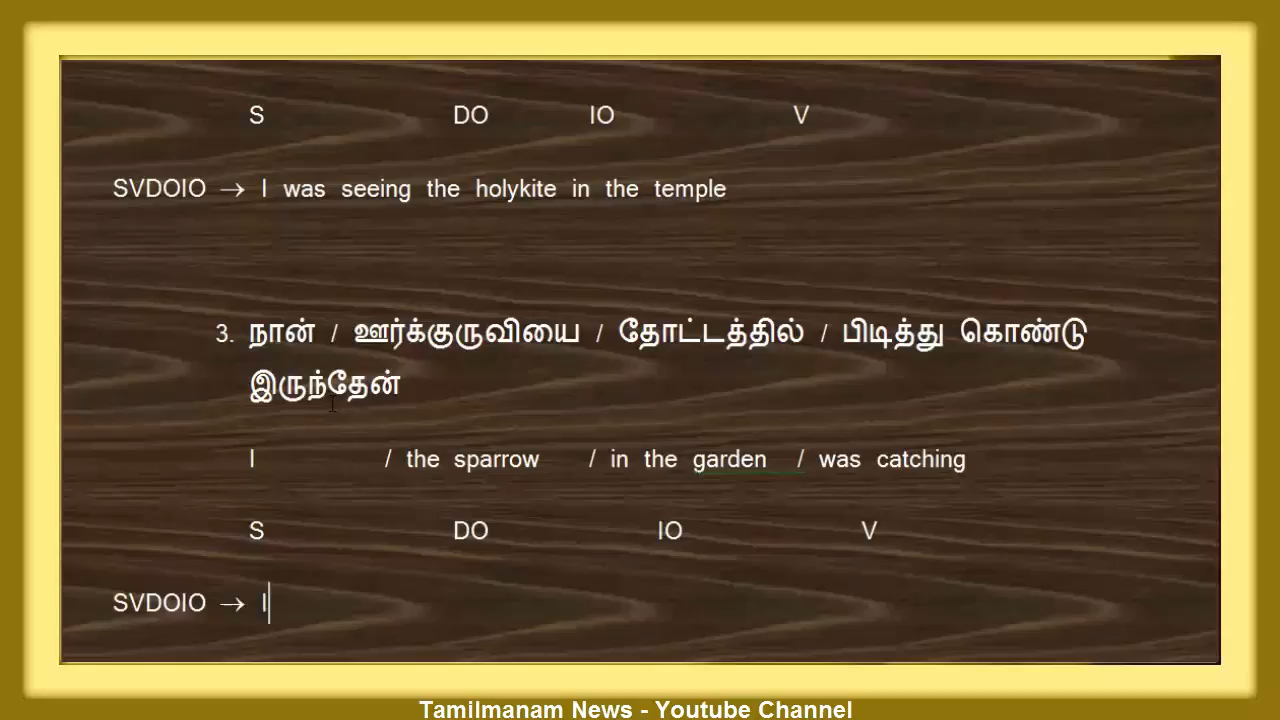 S DO IO V
SVDOIO → I was seeing the holykite in the temple
3. நான் / ஊர்க்குருவியை / தோட்டத்தில் / பிடித்து கொண்டு
இருந்தேன்
I / the sparrow / in the garden / was catching
S DO IO V
SVDOIO → I
Tamilmanam News - Youtube Channel